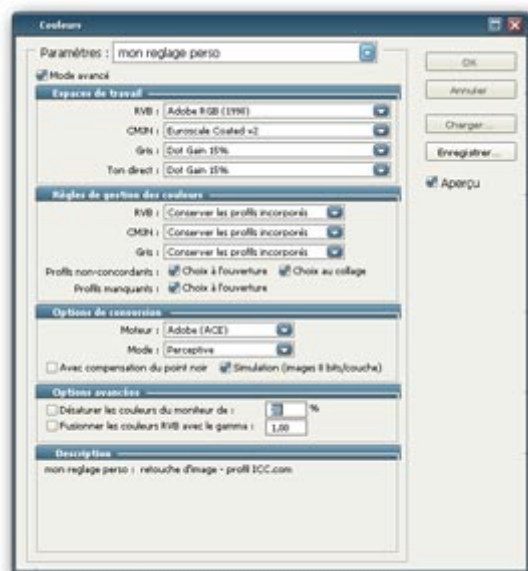 Couleurs
Paramètres : mon reglage perso
OK
Mode avancé
Annuler
Espaces de travail
RVB : Adobe RGB (1998)
CMJN : Euroscale Coated v2
Charger...
Gris : Dot Gain 15%
Enregistrer...
Ton direct : Dot Gain 15%
Aperçu
Règles de gestion des couleurs
RVB : Conserver les profils incorporés
CMJN : Conserver les profils incorporés
Gris : Conserver les profils incorporés
Profils non-concordants : Choix à l'ouverture Choix au collage
Profils manquants : Choix à l'ouverture
Options de conversion
Moteur : Adobe (ACE)
Mode : Perceptive
Avec compensation du point noir Simulation (images 8 bits/couche)
Options avancées
Désaturer les couleurs du moniteur de : %
Fusionner les couleurs RVB avec le gamma : 1,00
Description
mon reglage perso : retouche d'image - profil ICC.com